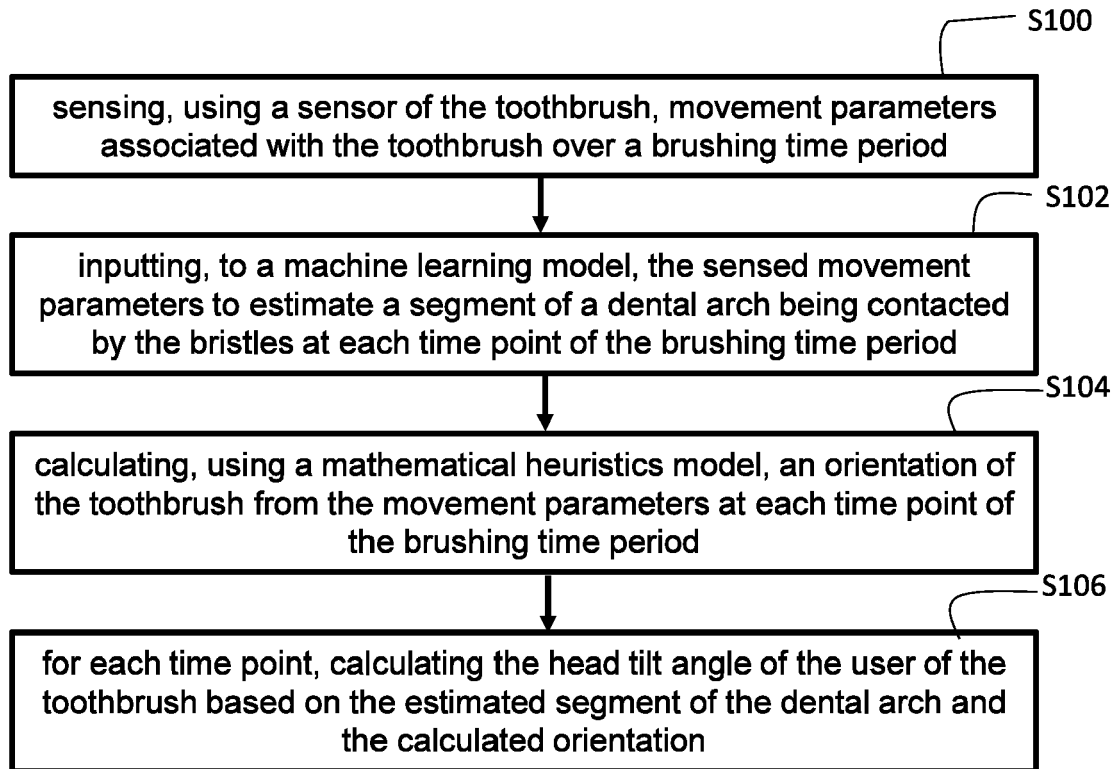 S100
sensing, using a sensor of the toothbrush, movement parameters
associated with the toothbrush over a brushing time period
S102
inputting, to a machine learning model, the sensed movement
parameters to estimate a segment of a dental arch being contacted
by the bristles at each time point of the brushing time period
S104
calculating, using a mathematical heuristics model, an orientation of
the toothbrush from the movement parameters at each time point of
the brushing time period
S106
for each time point, calculating the head tilt angle of the user of the
toothbrush based on the estimated segment of the dental arch and
the calculated orientation